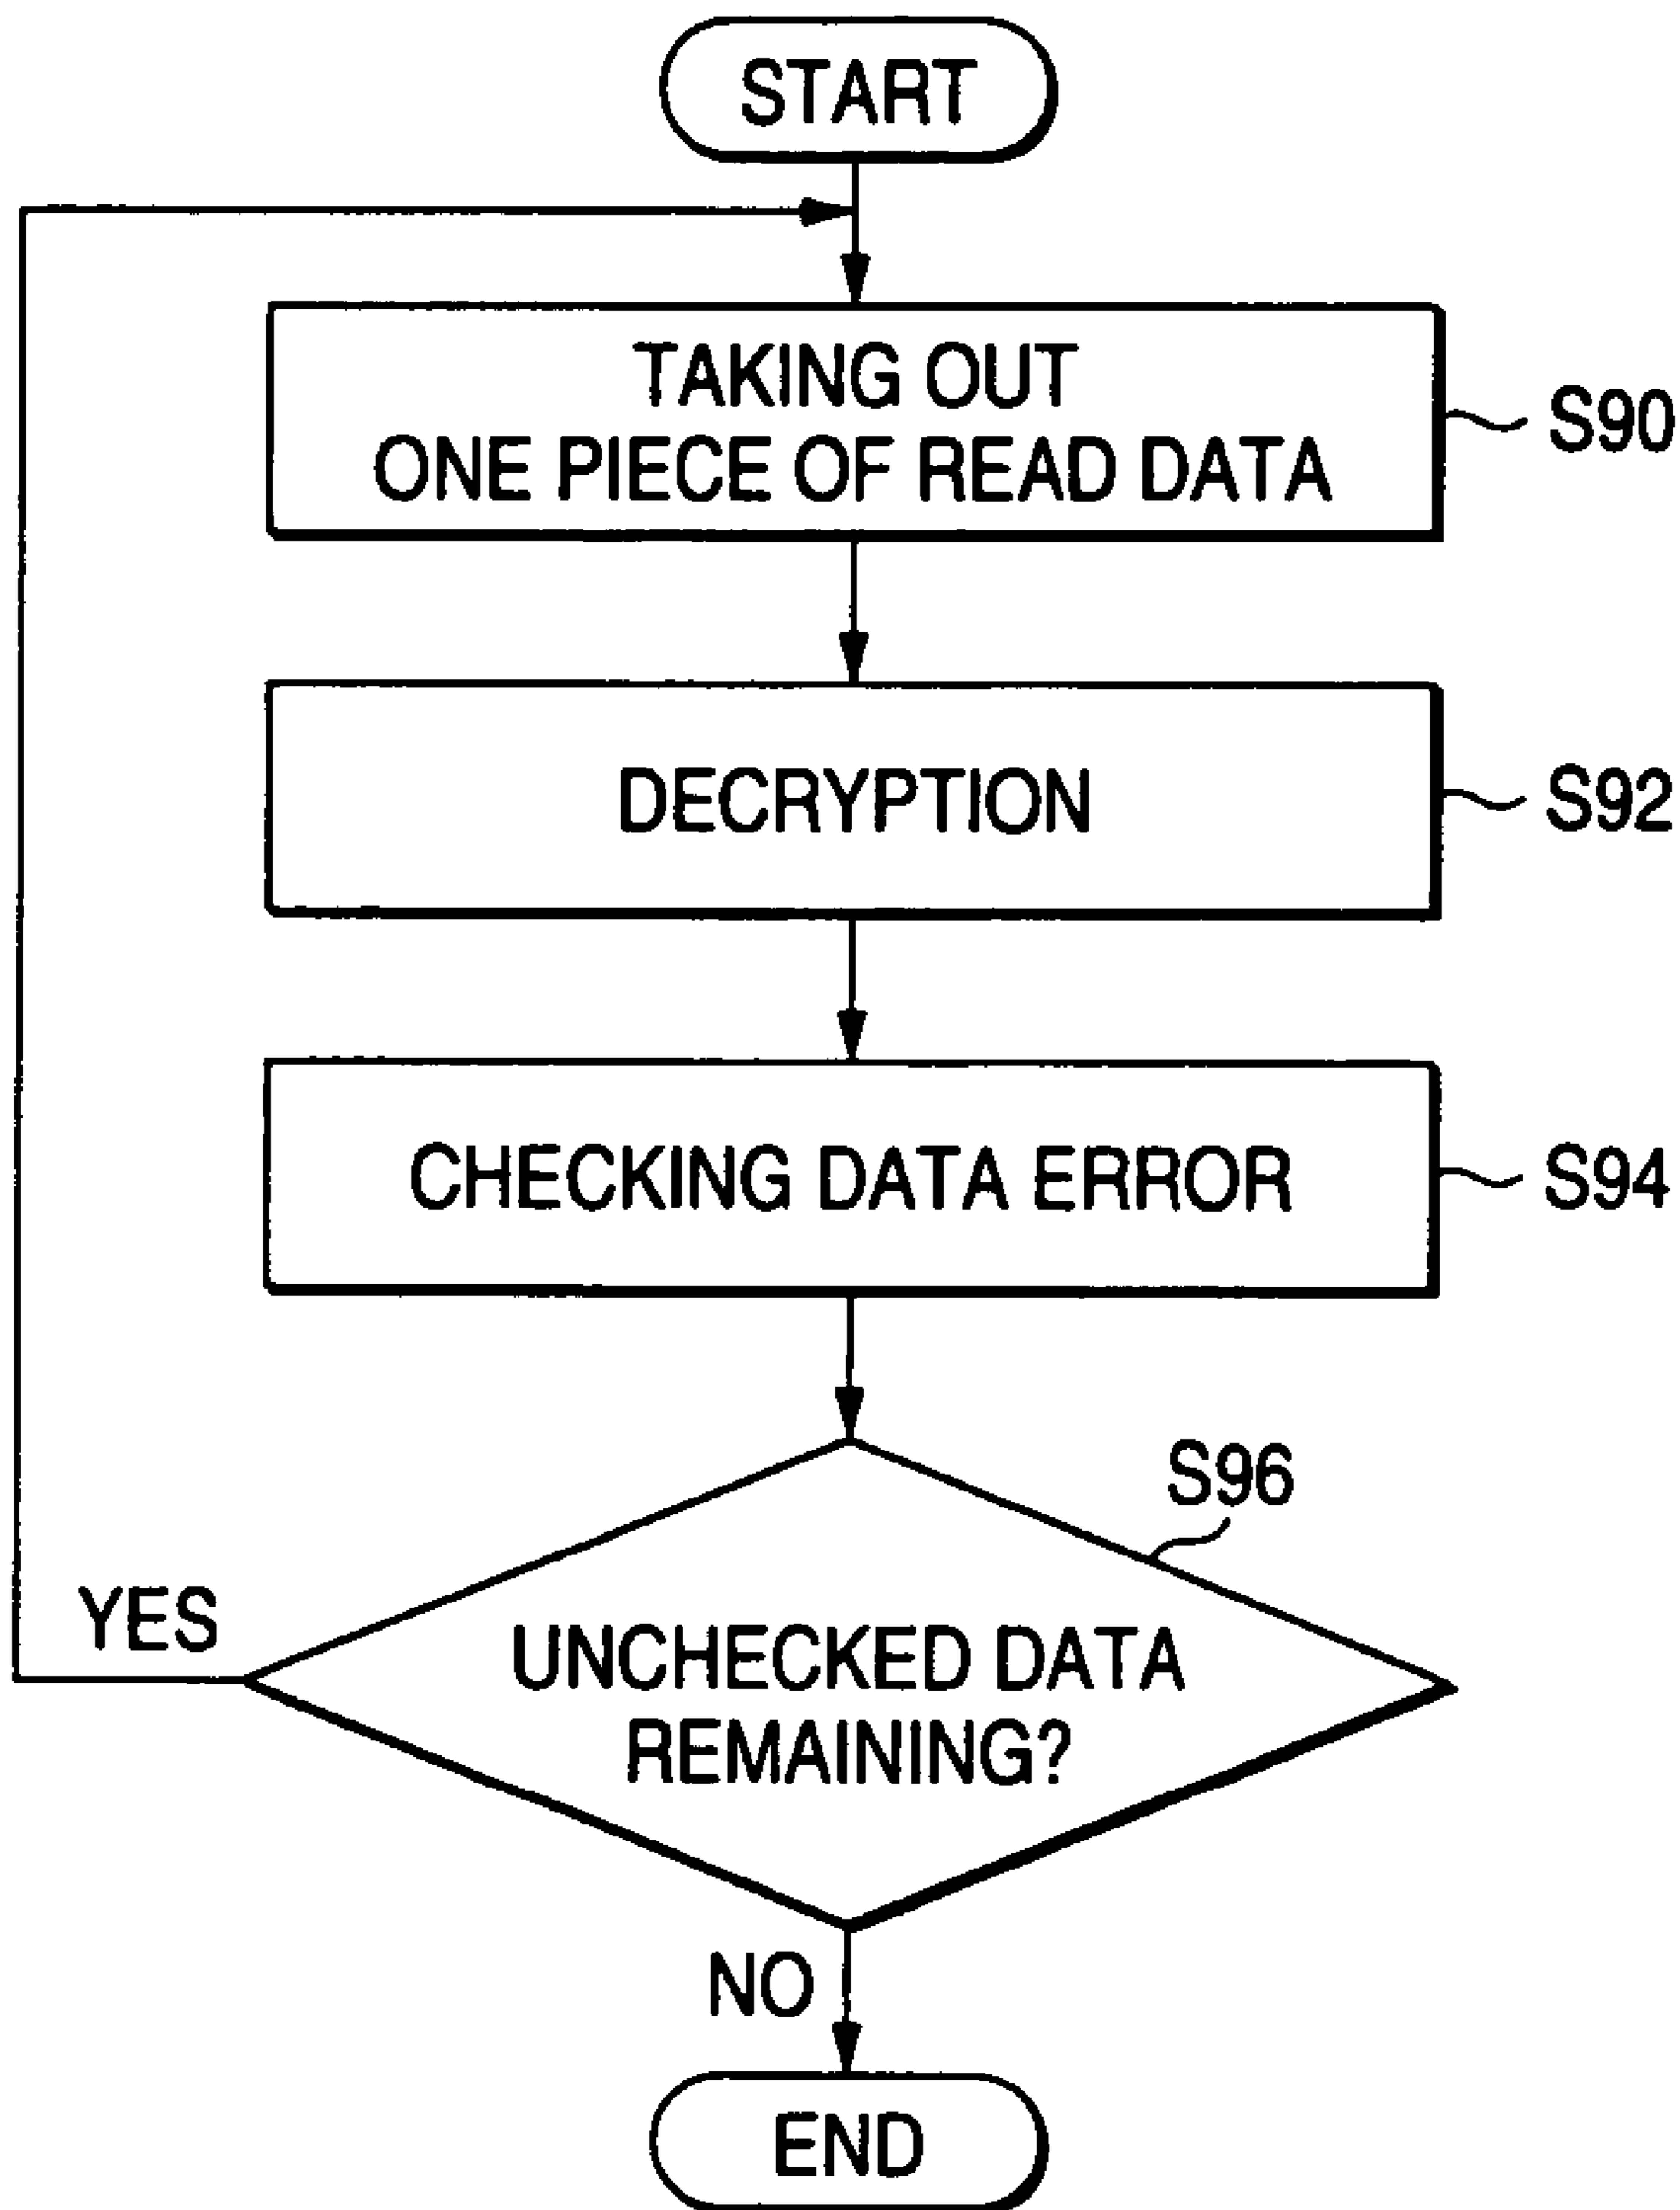 START
TAKING OUT
ONE PIECE OF READ DATA
S90
DECRYPTION
S92
CHECKING DATA ERROR
S94
S96
YES
UNCHECKED DATA
REMAINING?
NO
END